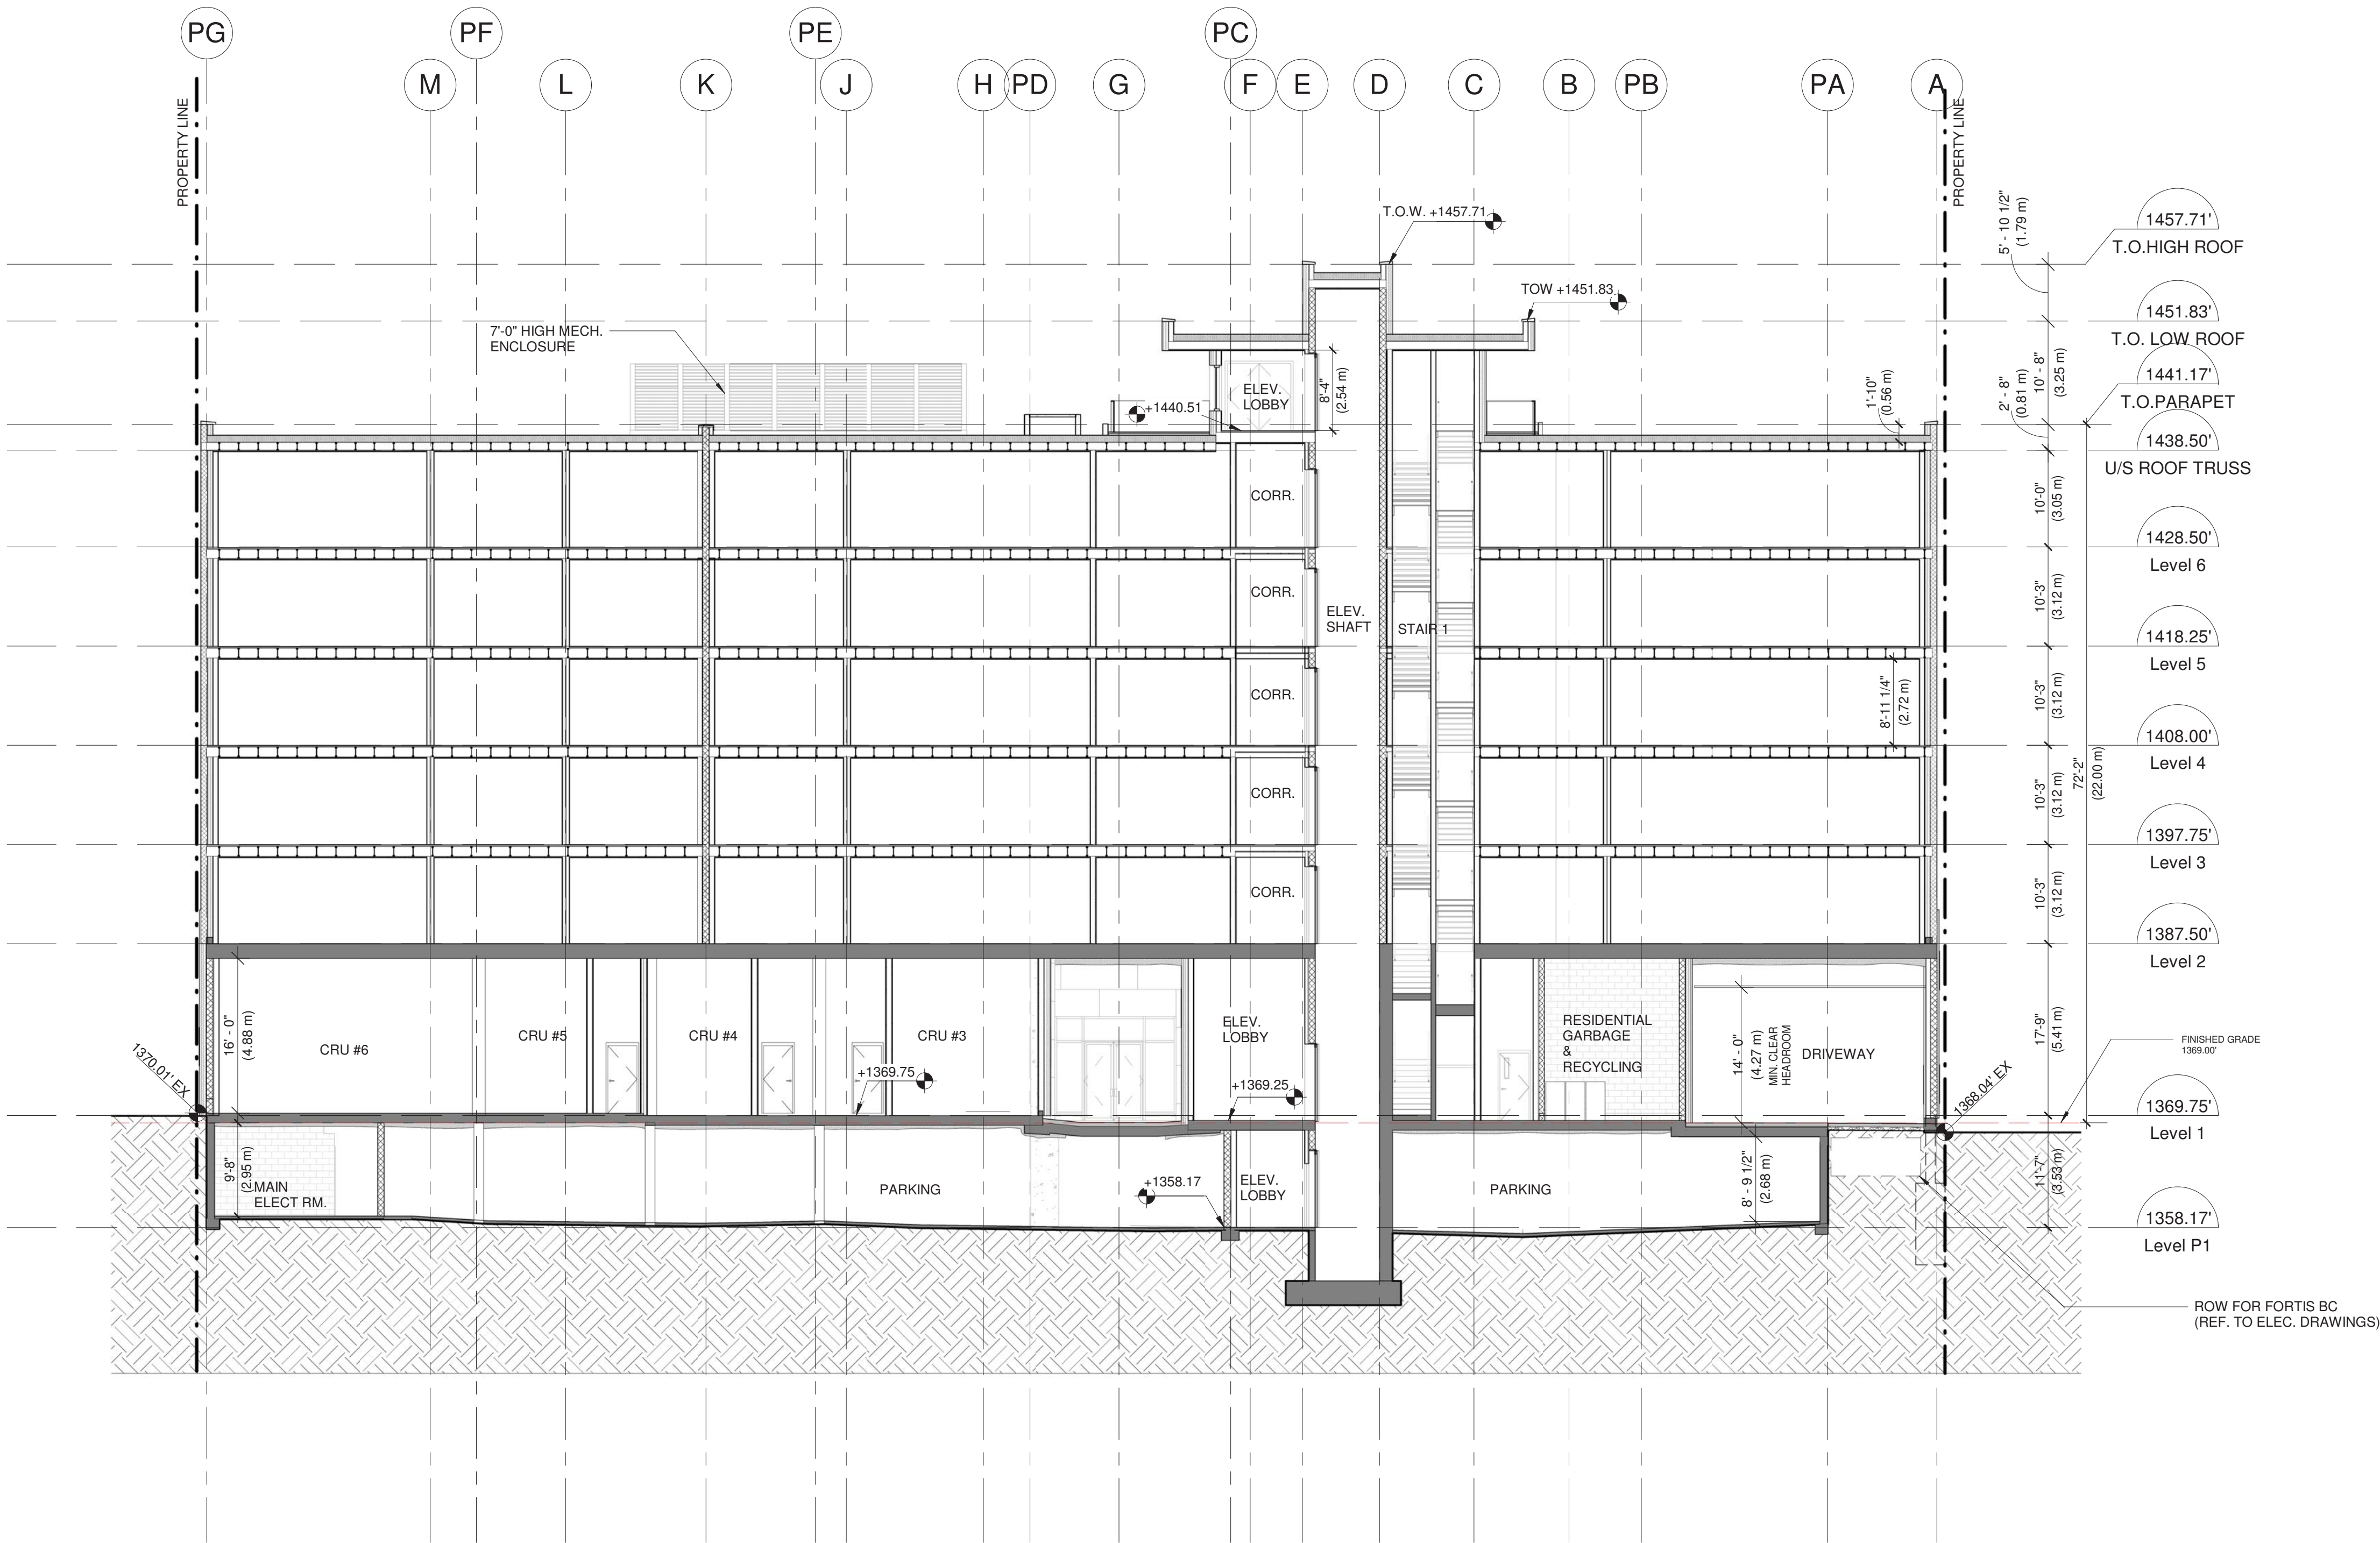 PG
PF
PE
PC
M
L
K
J
H
PD
G
F
E
D
C
B
PB
PA
A
PROPERTY LINE
PROPERTY LINE
T.O.W. +1457.71
TOW +1451.83
7'-0" HIGH MECH.
ENCLOSURE
+1440.51
ELEV.
LOBBY
8'-4"
(2.54 m)
1'-10"
(0.56 m)
5' - 10 1/2"
(1.79 m)
1457.71'
T.O.HIGH ROOF
1451.83'
T.O. LOW ROOF
10' - 8"
(3.25 m)
2' - 8"
(0.81 m)
1441.17'
T.O.PARAPET
1438.50'
U/S ROOF TRUSS
CORR.
10'-0"
(3.05 m)
1428.50'
Level 6
CORR.
ELEV.
SHAFT
STAIR 1
10'-3"
(3.12 m)
1418.25'
Level 5
CORR.
8'-11 1/4"
(2.72 m)
10'-3"
(3.12 m)
1408.00'
Level 4
72'-2"
(22.00 m)
CORR.
10'-3"
(3.12 m)
1397.75'
Level 3
CORR.
10'-3"
(3.12 m)
1387.50'
Level 2
16' - 0"
(4.88 m)
CRU #6
CRU #5
CRU #4
CRU #3
+1369.75
ELEV.
LOBBY
+1369.25
RESIDENTIAL
GARBAGE
&
RECYCLING
14' - 0"
(4.27 m)
MIN. CLEAR
HEADROOM
DRIVEWAY
17'-9"
(5.41 m)
FINISHED GRADE
1369.00'
1370.01' EX
1368.04' EX
1369.75'
Level 1
9'-8"
(2.95 m)
MAIN
ELECT RM.
PARKING
+1358.17
ELEV.
LOBBY
PARKING
8' - 9 1/2"
(2.68 m)
11'-7"
(3.53 m)
1358.17'
Level P1
ROW FOR FORTIS BC
(REF. TO ELEC. DRAWINGS)